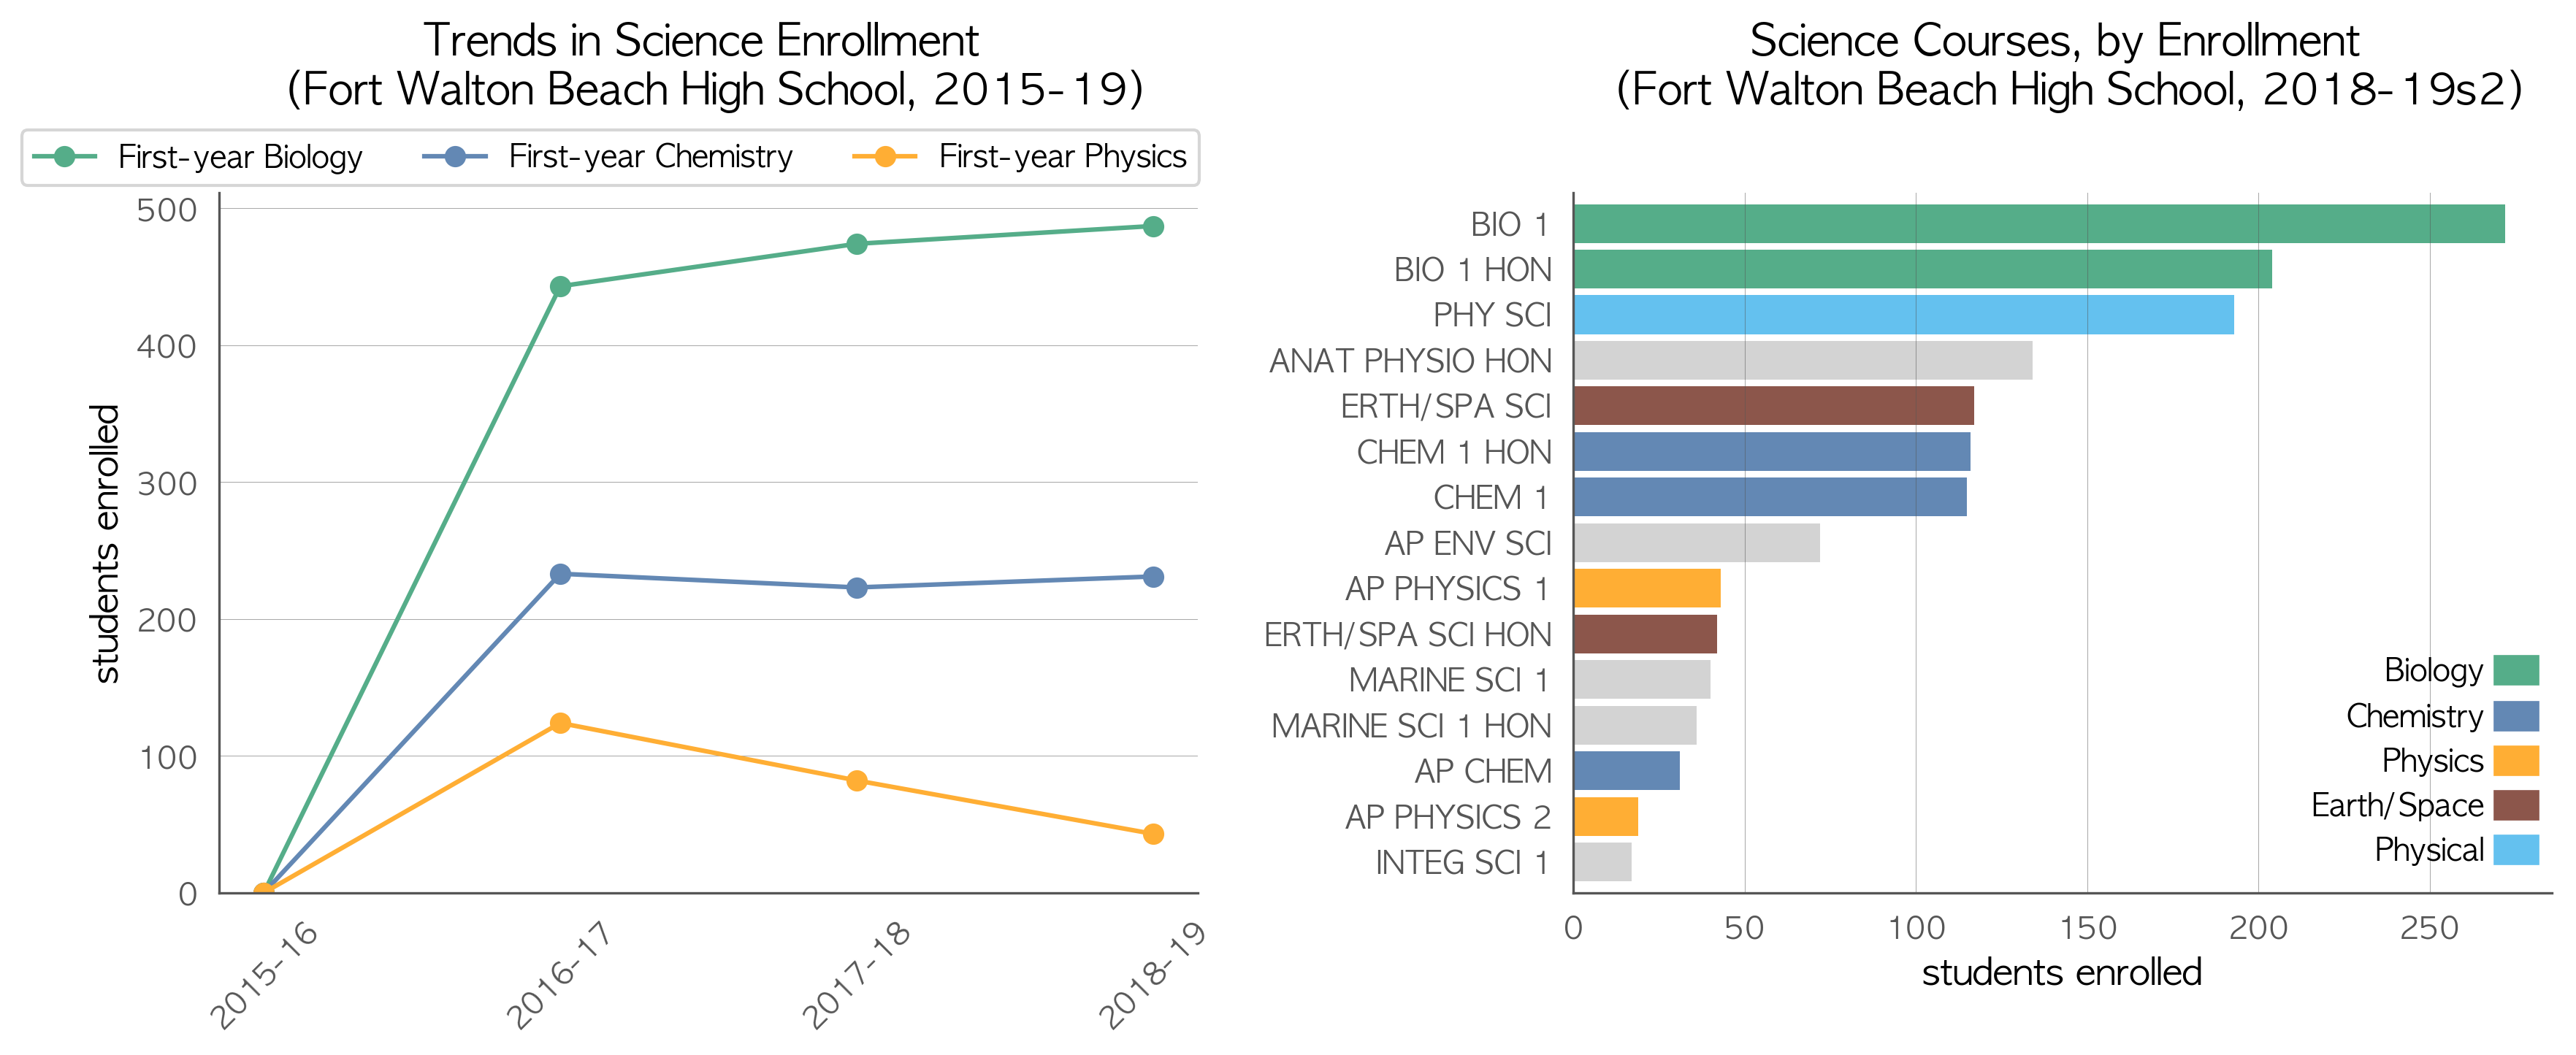 Trends in Science Enrollment
(Fort Walton Beach High School, 2015-19)
First-year Biology
First-year Chemistry
First-year Physics
500
400
300
200
100
0
students enrolled
2015-16
2016-17
2017-18
2018-19
Science Courses, by Enrollment
(Fort Walton Beach High School, 2018-19s2)
BIO 1
BIO 1 HON
PHY SCI
ANAT PHYSIO HON
ERTH/SPA SCI
CHEM 1 HON
CHEM 1
AP ENV SCI
AP PHYSICS 1
ERTH/SPA SCI HON
MARINE SCI 1
MARINE SCI 1 HON
AP CHEM
AP PHYSICS 2
INTEG SCI 1
Biology
Chemistry
Physics
Earth/Space
Physical
0
50
100
150
200
250
students enrolled